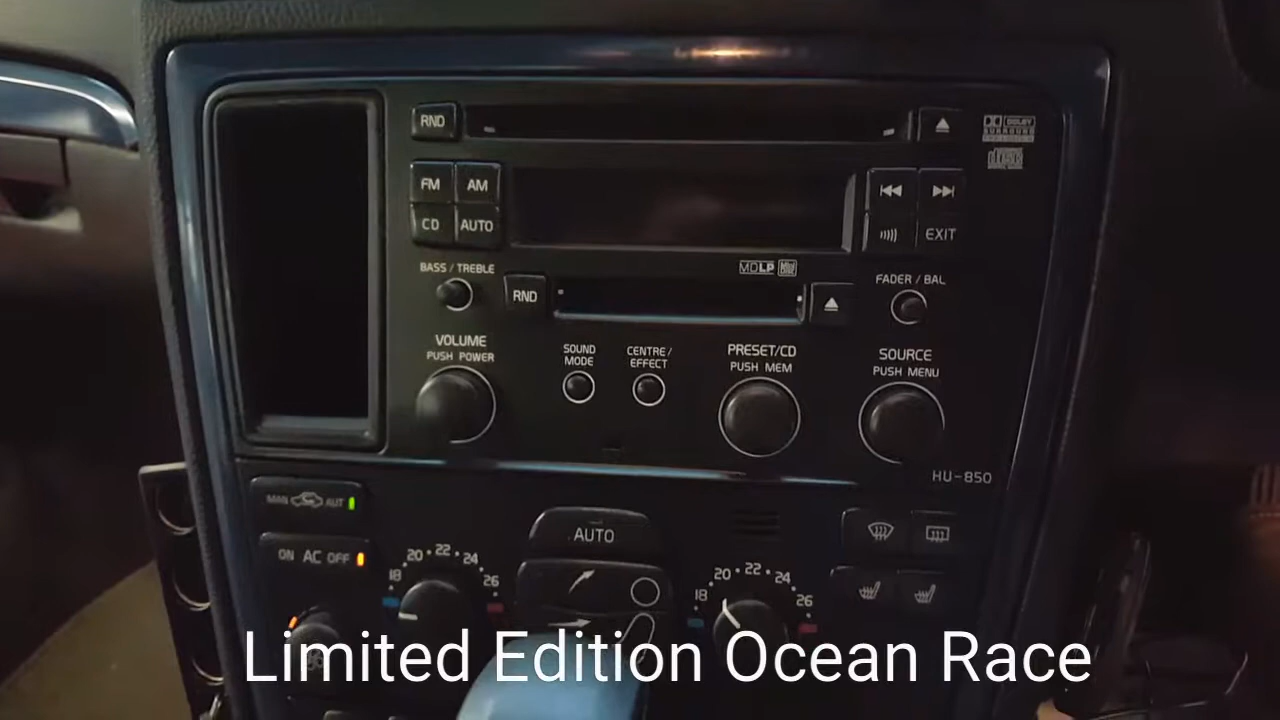 RND
DOLBY
SURROUND
FM AM
CD AUTO
EXIT
MDLP
BASS / TREBLE
RND
FADER / BAL
VOLUME
PUSH POWER
SOUND
MODE
CENTRE/
EFFECT
PRESET/CD
PUSH MEM
SOURCE
PUSH MENU
HU-850
MAN AUT
AUTO
ON AC OFF
18 20 22 24 26
18 20 22 24 26
Limited Edition Ocean Race